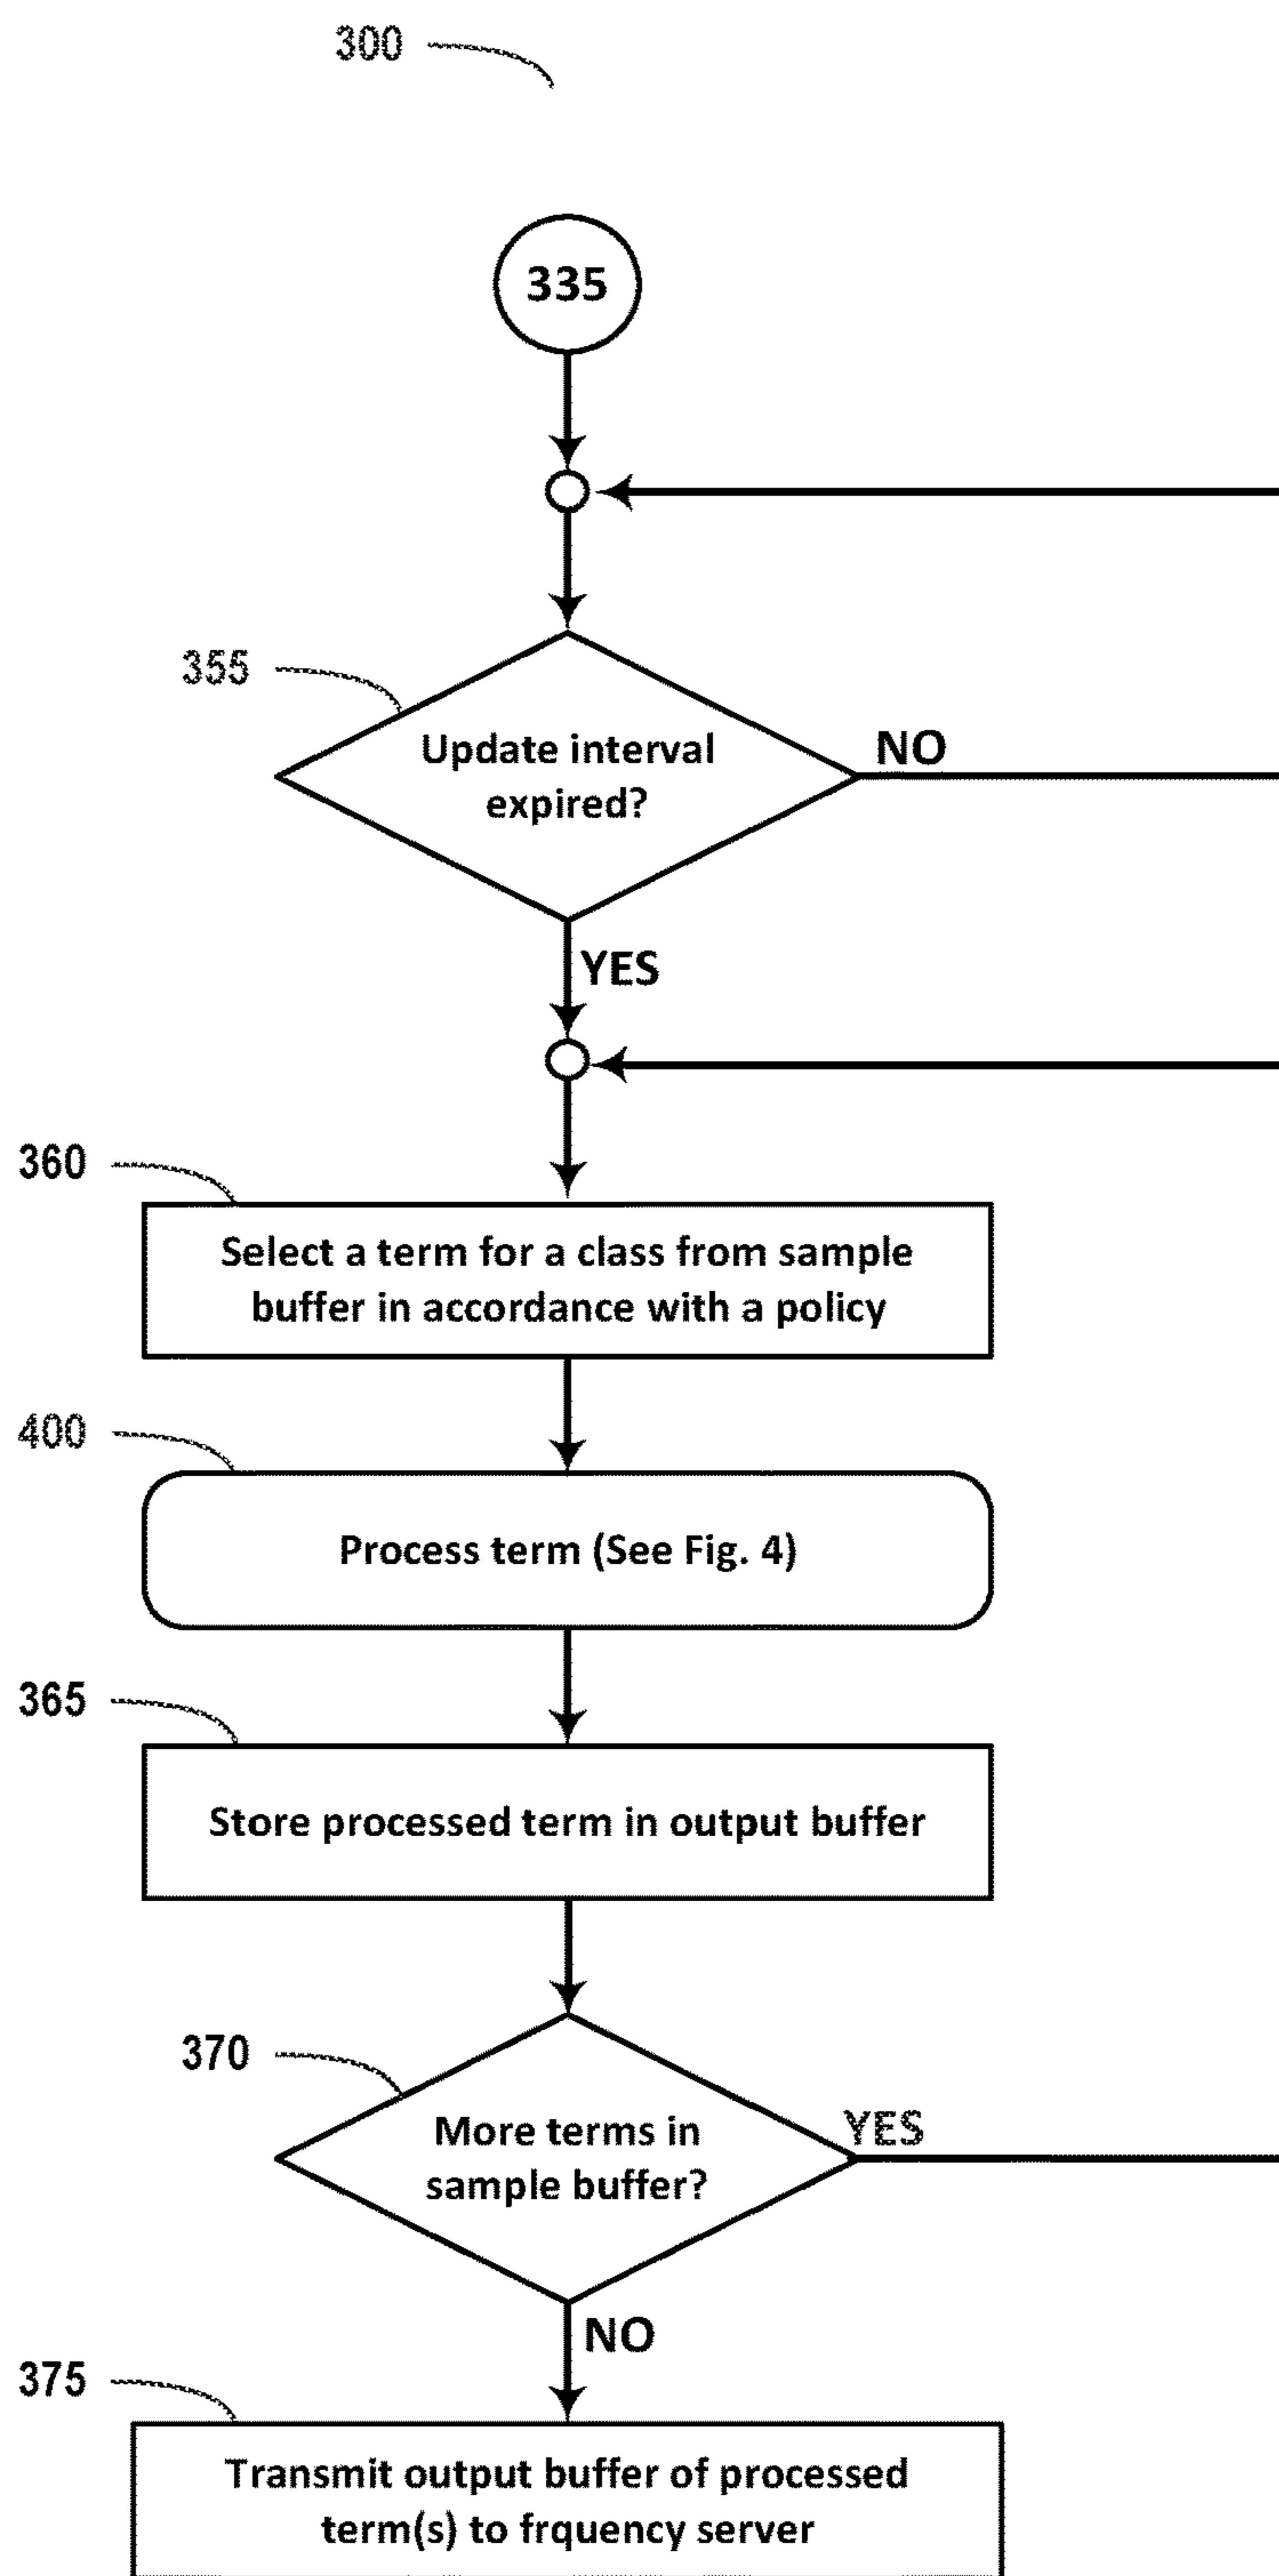 300
335
355
Update interval
expired?
NO
YES
360
Select a term for a class from sample
buffer in accordance with a policy
400
Process term (See Fig. 4)
365
Store processed term in output buffer
370
More terms in
sample buffer?
YES
NO
375
Transmit output buffer of processed
term(s) to frquency server